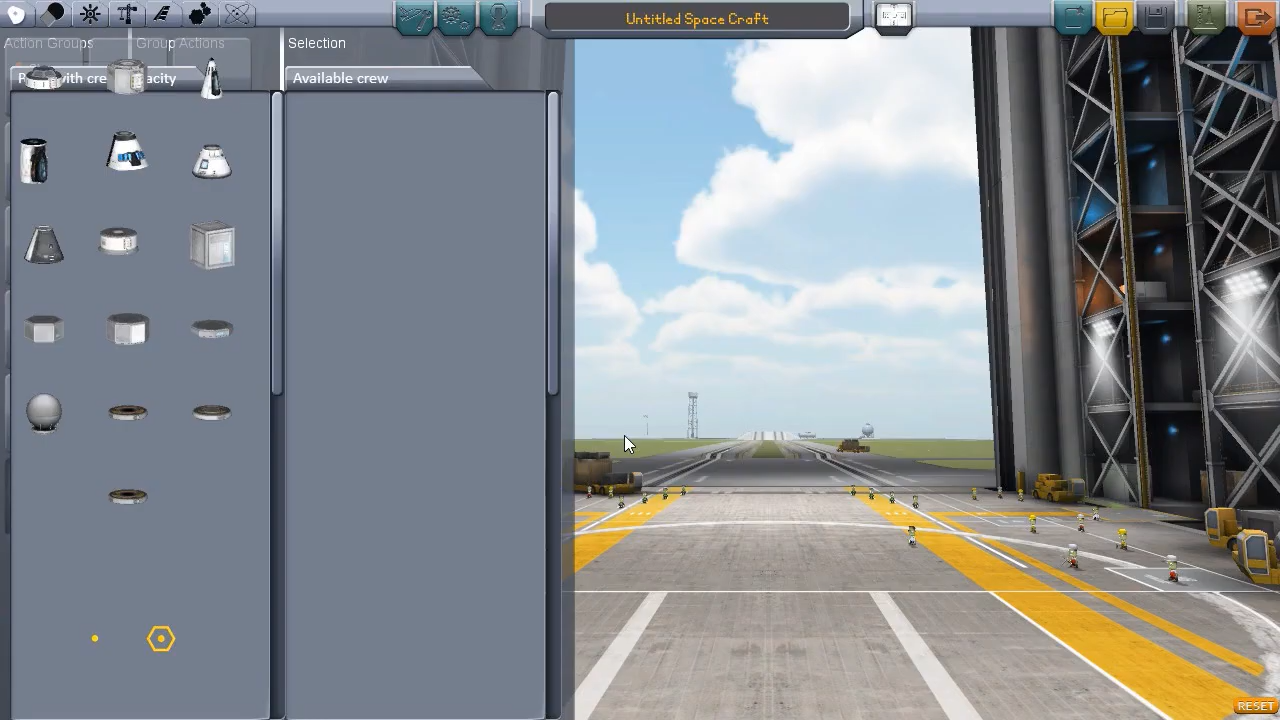 Untitled Space Craft
Action Groups
Group Actions
Selection
Available crew
RESET